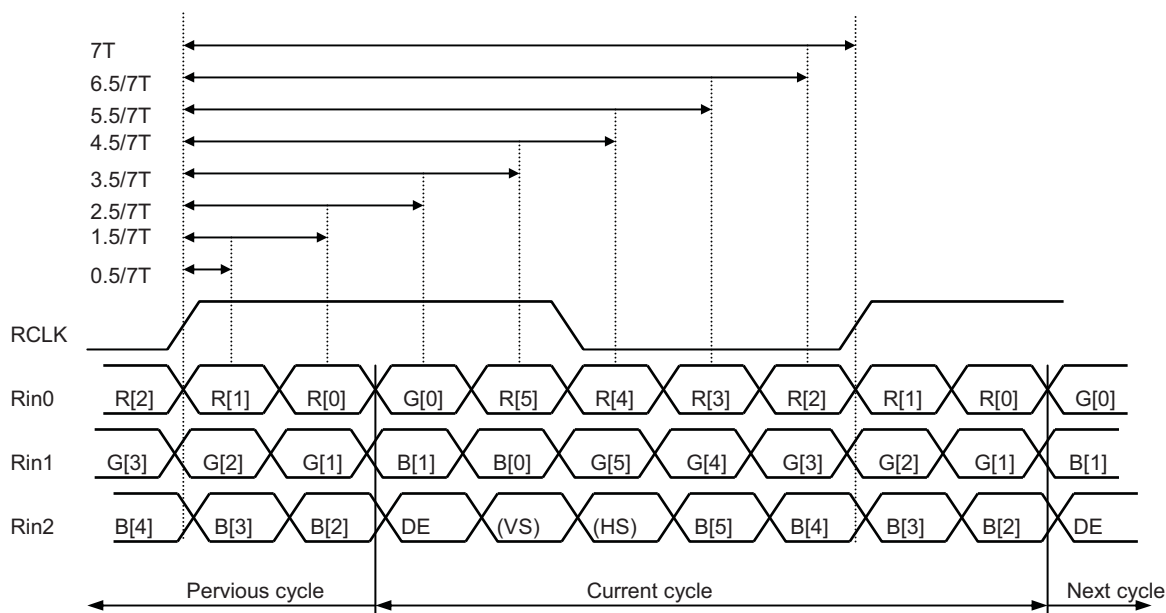 7T
6.5/7T
5.5/7T
4.5/7T
3.5/7T
2.5/7T
1.5/7T
0.5/7T
RCLK
Rin0 R[2] R[1] R[0] G[0] R[5] R[4] R[3] R[2] R[1] R[0] G[0]
Rin1 G[3] G[2] G[1] B[1] B[0] G[5] G[4] G[3] G[2] G[1] B[1]
Rin2 B[4] B[3] B[2] DE (VS) (HS) B[5] B[4] B[3] B[2] DE
Pervious cycle Current cycle Next cycle